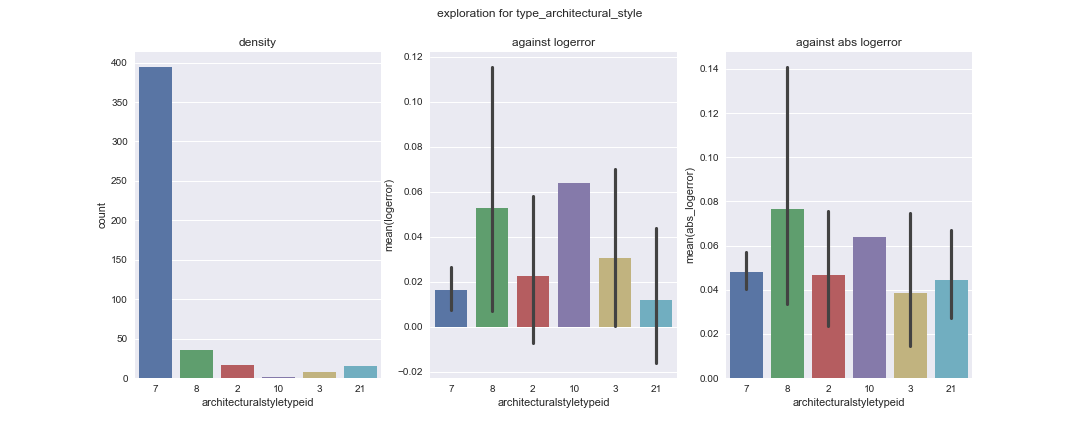 exploration for type_architectural_style
density
400
350
300
250
200
150
100
50
0
count
7 8 2 10 3 21
architecturalstyletypeid
against logerror
0.12
0.10
0.08
0.06
0.04
0.02
0.00
−0.02
mean(logerror)
7 8 2 10 3 21
architecturalstyletypeid
against abs logerror
0.14
0.12
0.10
0.08
0.06
0.04
0.02
0.00
mean(abs_logerror)
7 8 2 10 3 21
architecturalstyletypeid